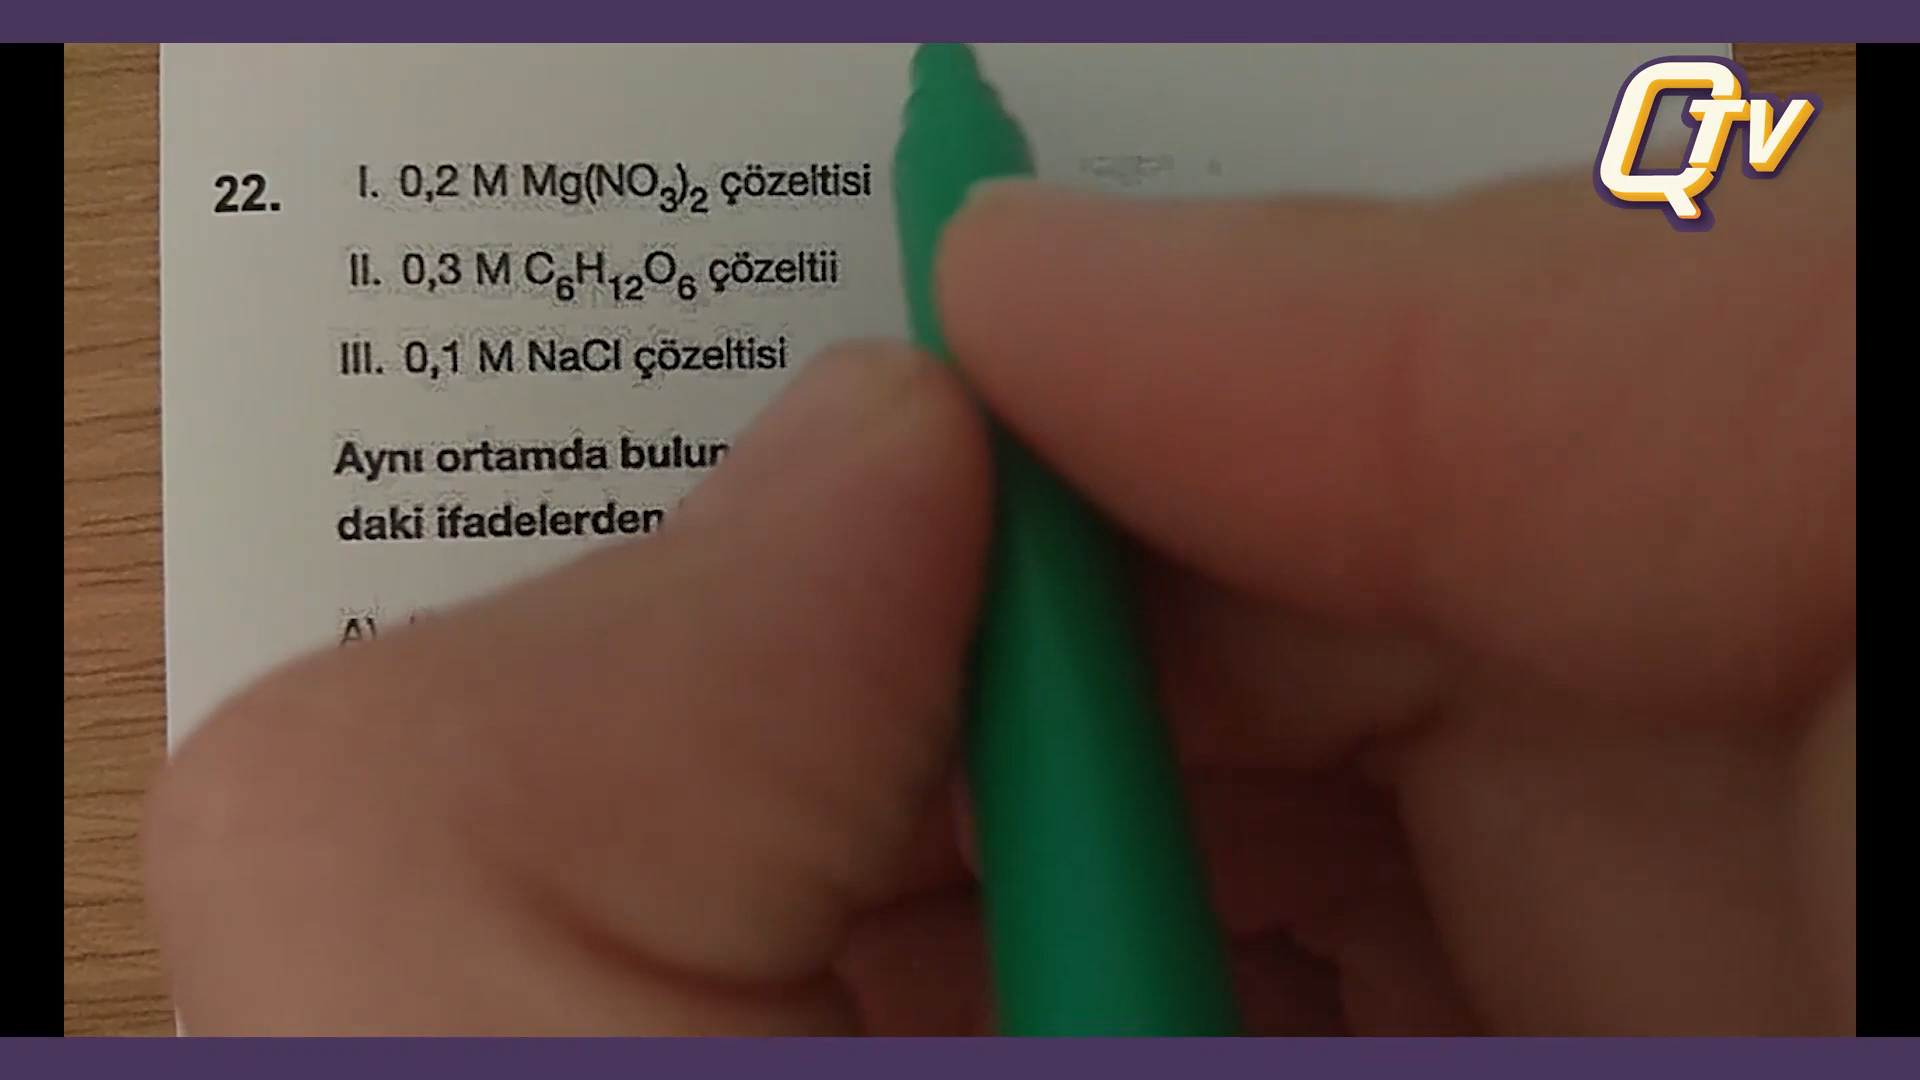 QTV
22.
I. 0,2 M Mg(NO₃)₂ çözeltisi
II. 0,3 M C₆H₁₂O₆ çözeltii
III. 0,1 M NaCl çözeltisi
Aynı ortamda
daki ifadelerden
A)